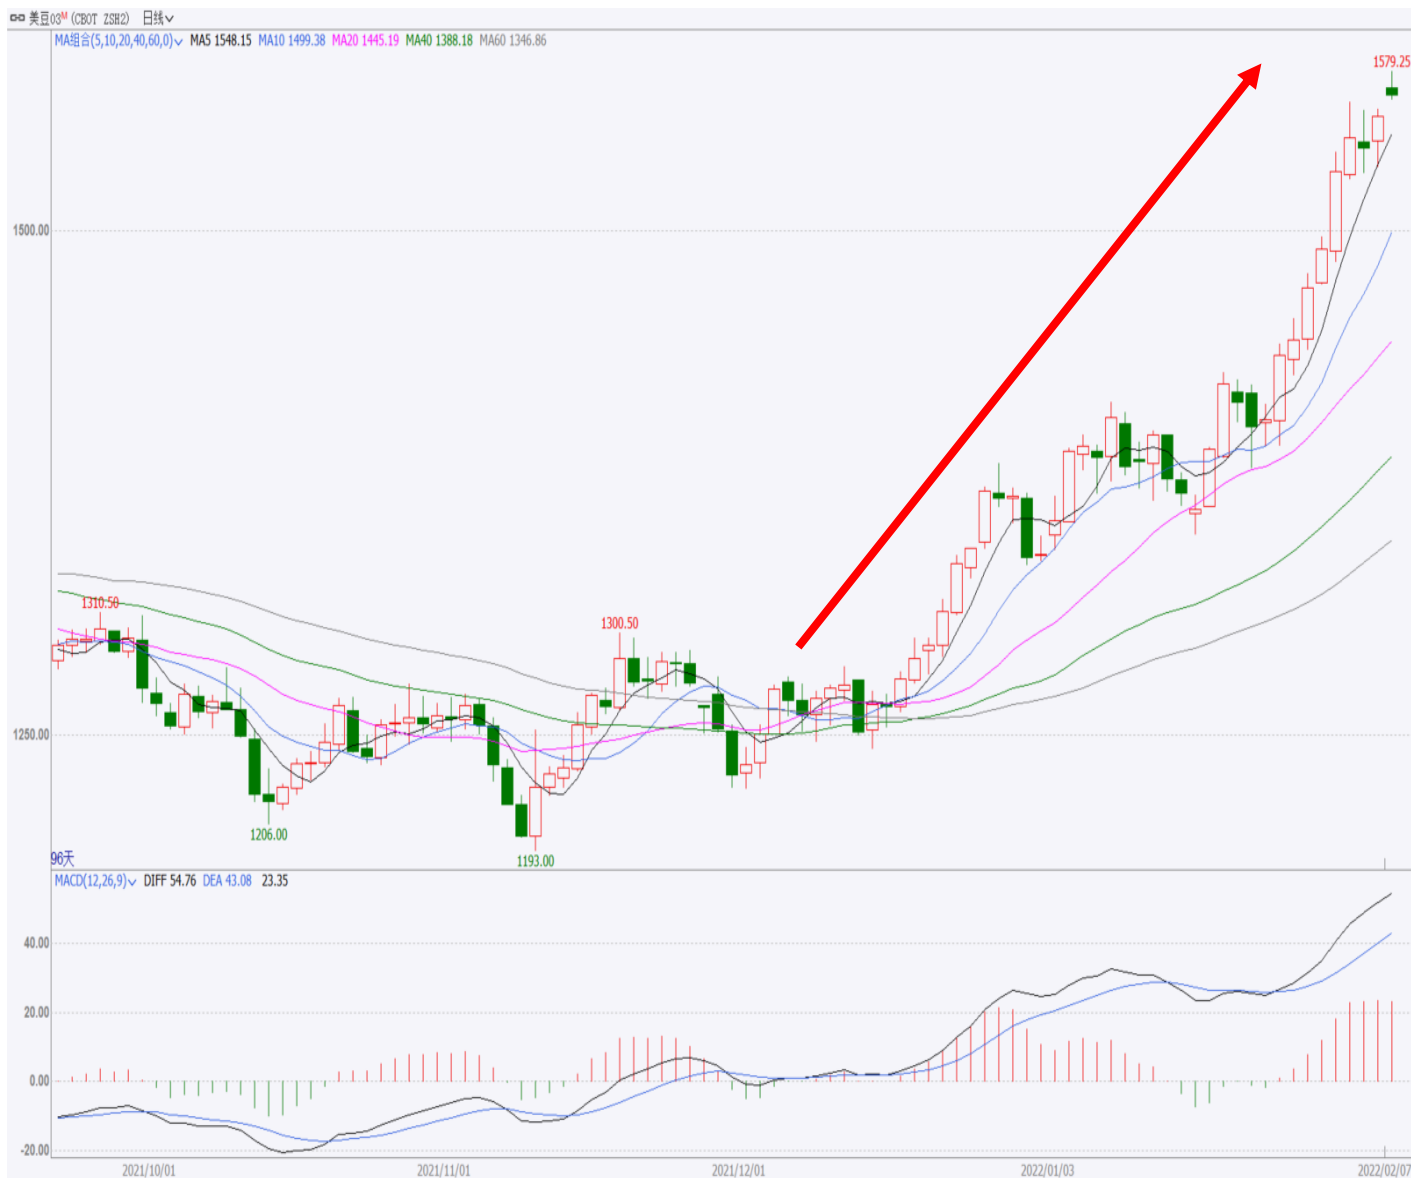 美豆03M (CBOT ZSH2) 日线
MA组合(5,10,20,40,60,0) MA5 1548.15 MA10 1499.38 MA20 1445.19 MA40 1388.18 MA60 1346.86
1579.25
1500.00
1310.50
1300.50
1250.00
1206.00
1193.00
96天
MACD(12,26,9) DIFF 54.76 DEA 43.08 23.35
40.00
20.00
0.00
-20.00
2021/10/01 2021/11/01 2021/12/01 2022/01/03 2022/02/07